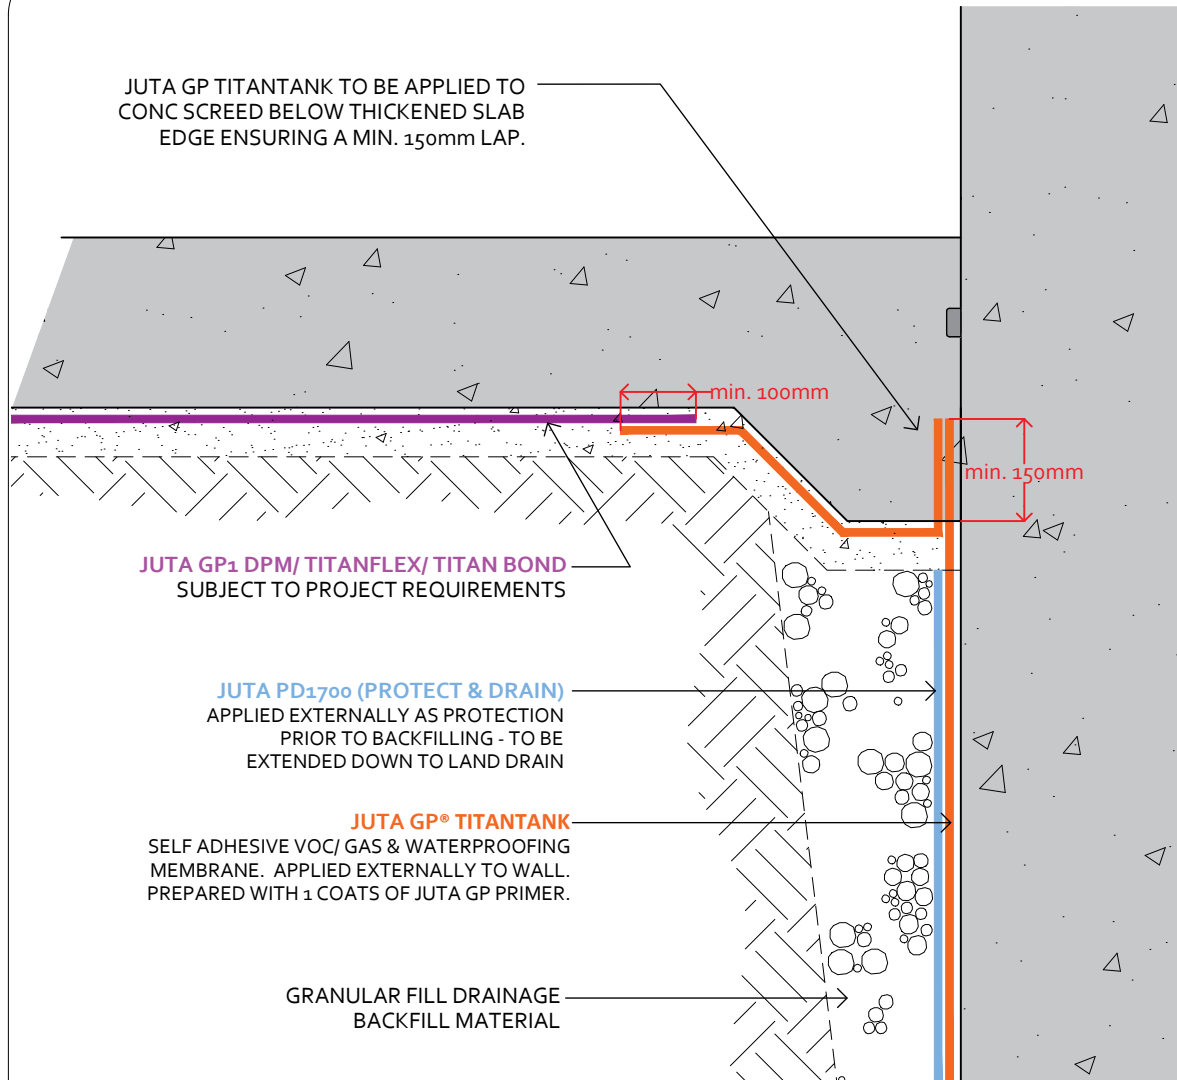 JUTA GP TITANTANK TO BE APPLIED TO
CONC SCREED BELOW THICKENED SLAB
EDGE ENSURING A MIN. 150mm LAP.
min. 100mm
min. 150mm
JUTA GP1 DPM/ TITANFLEX/ TITAN BOND
SUBJECT TO PROJECT REQUIREMENTS
JUTA PD1700 (PROTECT & DRAIN)
APPLIED EXTERNALLY AS PROTECTION
PRIOR TO BACKFILLING - TO BE
EXTENDED DOWN TO LAND DRAIN
JUTA GP® TITANTANK
SELF ADHESIVE VOC/ GAS & WATERPROOFING
MEMBRANE. APPLIED EXTERNALLY TO WALL.
PREPARED WITH 1 COATS OF JUTA GP PRIMER.
GRANULAR FILL DRAINAGE
BACKFILL MATERIAL